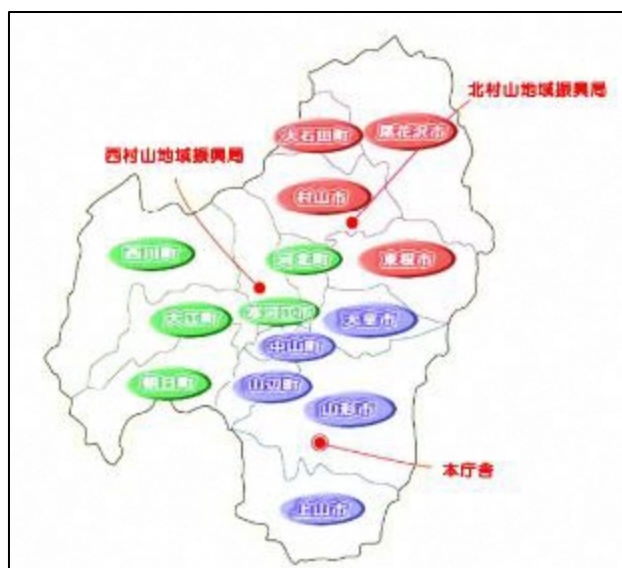 北村山地域振興局
大石田町
尾花沢市
西村山地域振興局
村山市
西川町
河北町
東根市
大江町
寒河江市
天童市
中山町
朝日町
山辺町
山形市
本庁舎
上山市